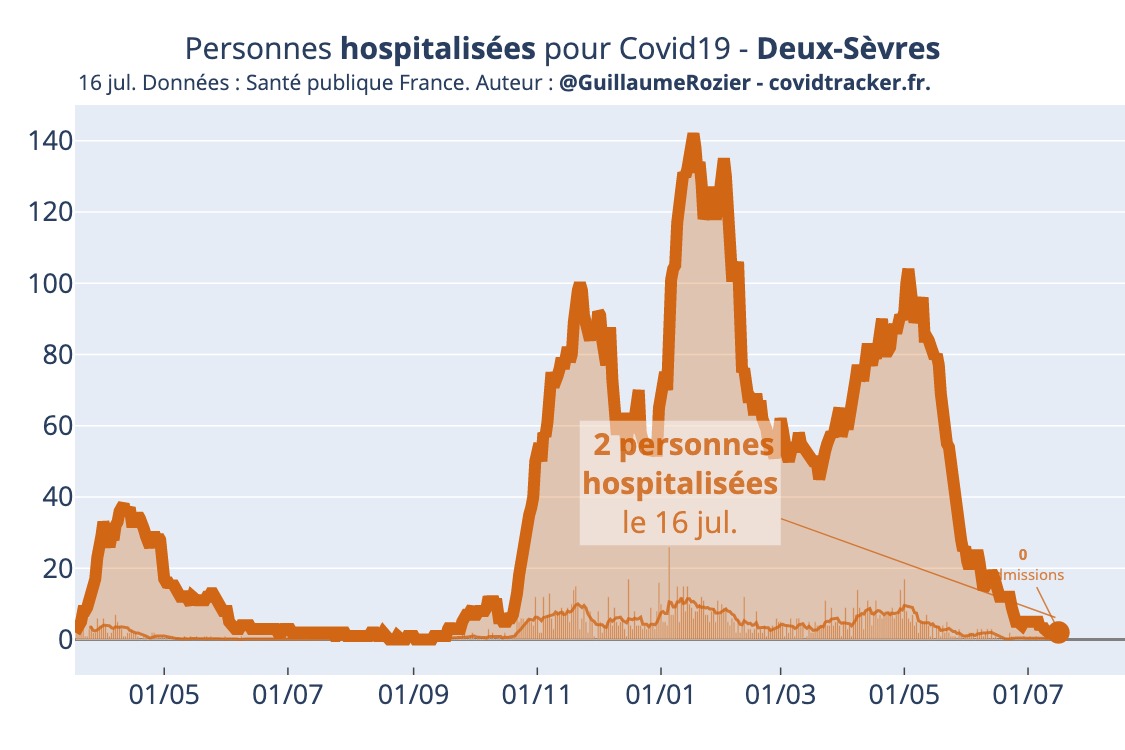 Personnes hospitalisées pour Covid19 - Deux-Sèvres
16 jul. Données : Santé publique France. Auteur : @GuillaumeRozier - covidtracker.fr.
140
120
100
80
60
40
20
0
2 personnes
hospitalisées
le 16 jul.
0
dmissions
01/05
01/07
01/09
01/11
01/01
01/03
01/05
01/07